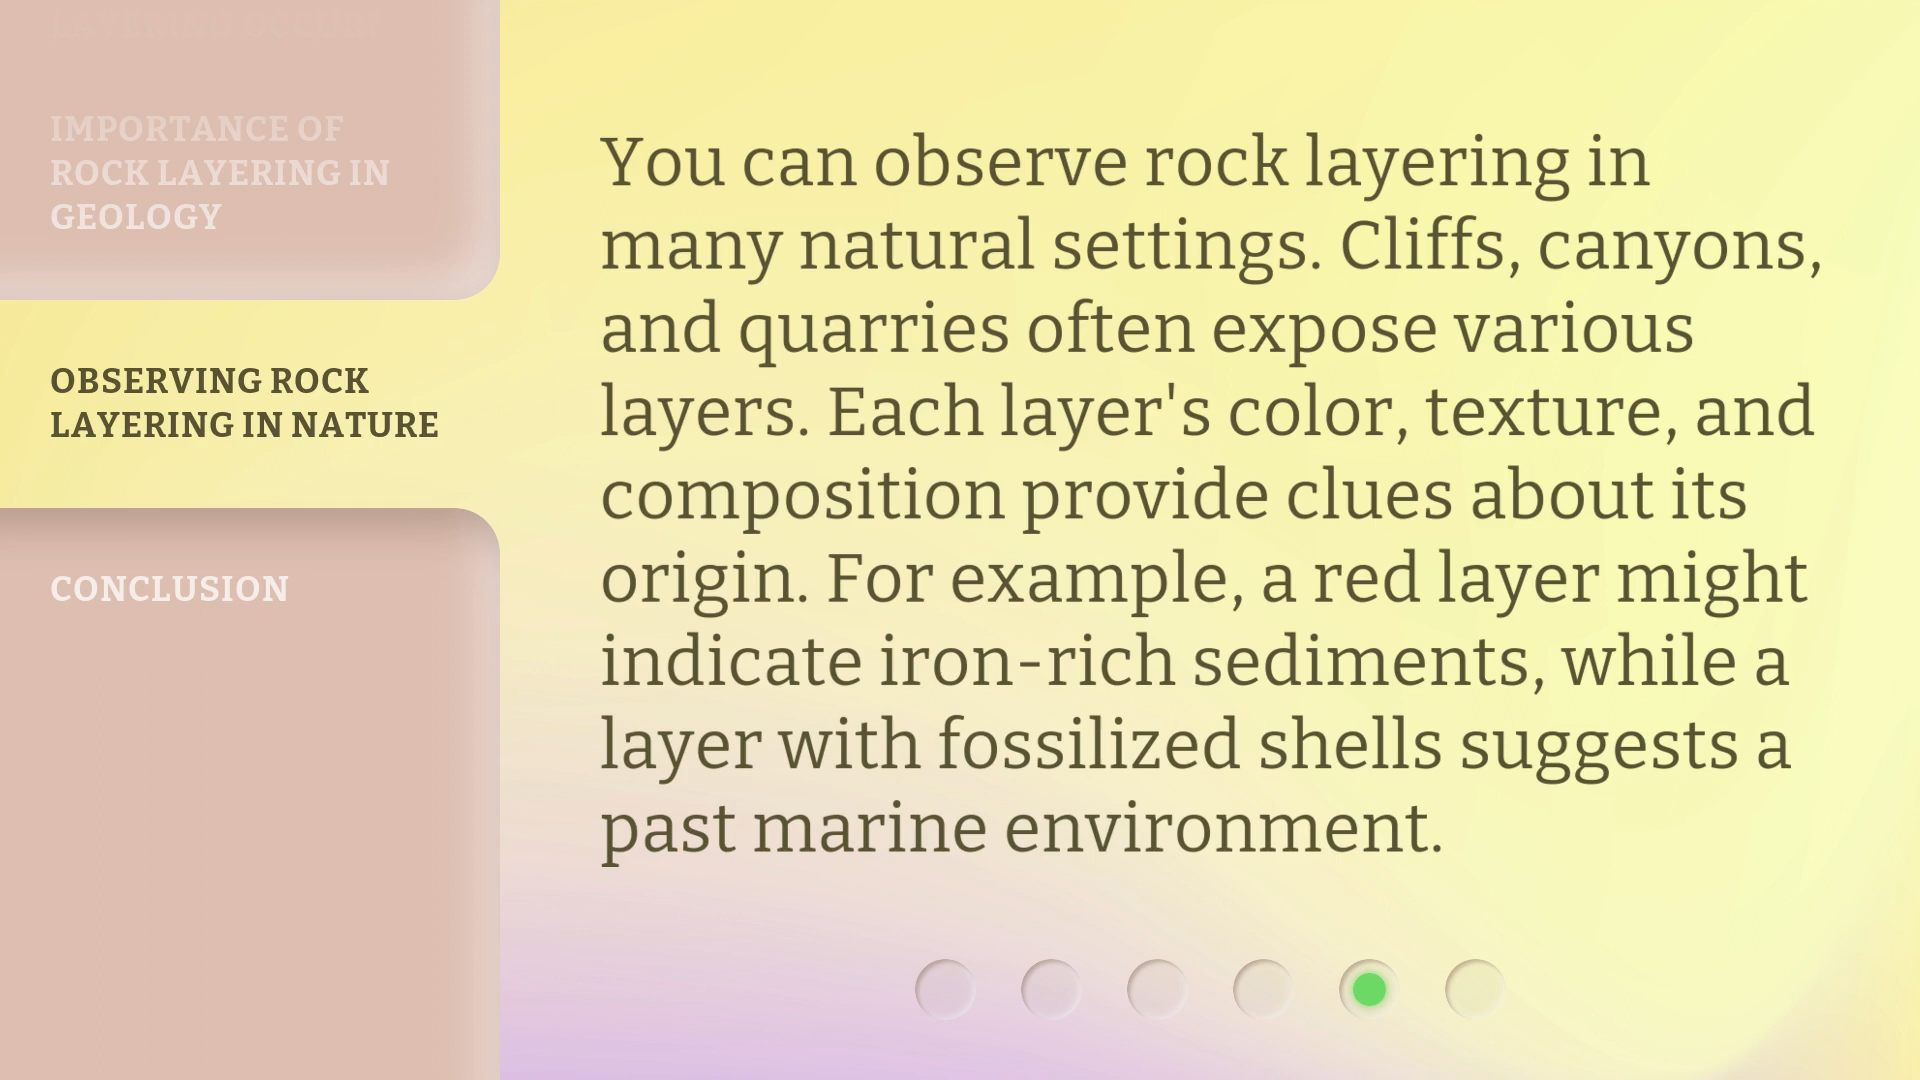 LAYERING OCCUR?
IMPORTANCE OF
ROCK LAYERING IN
GEOLOGY
OBSERVING ROCK
LAYERING IN NATURE
CONCLUSION
You can observe rock layering in
many natural settings. Cliffs, canyons,
and quarries often expose various
layers. Each layer's color, texture, and
composition provide clues about its
origin. For example, a red layer might
indicate iron-rich sediments, while a
layer with fossilized shells suggests a
past marine environment.